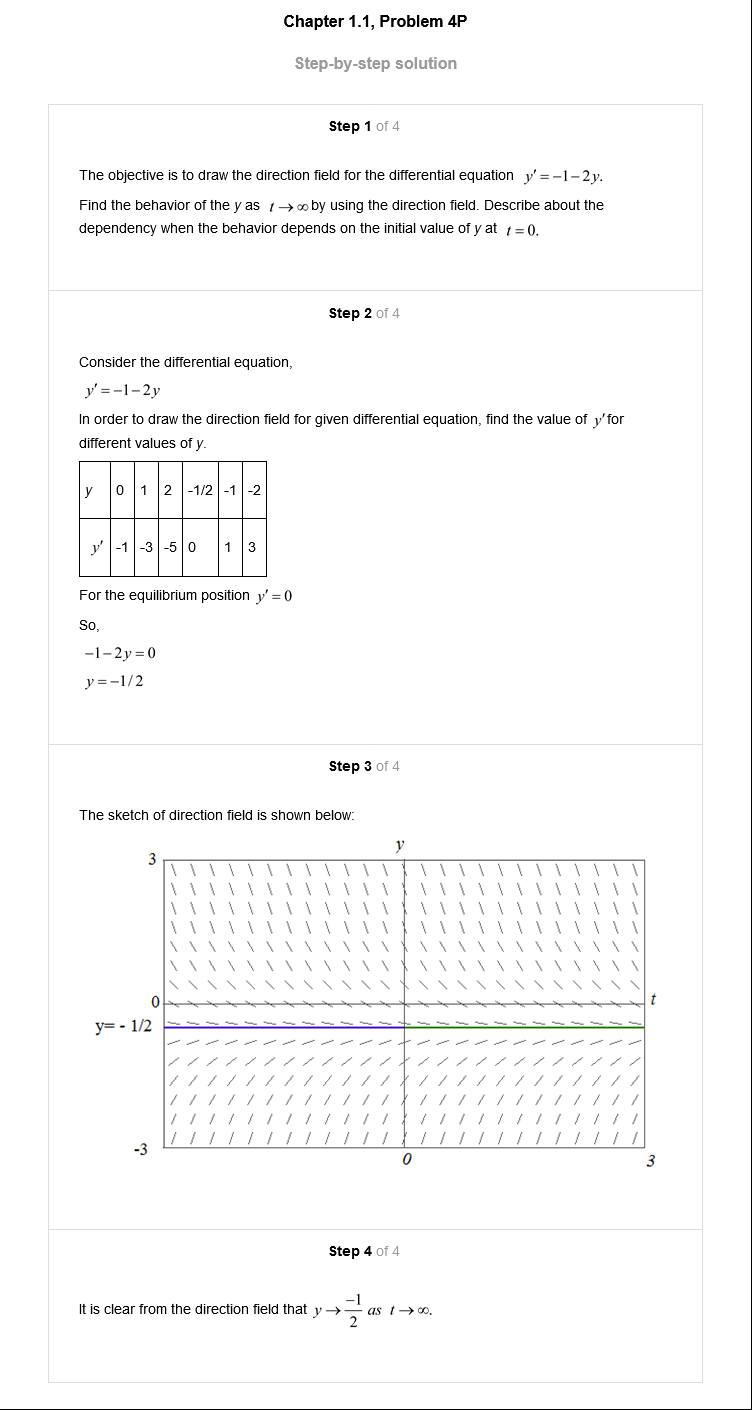 Chapter 1.1, Problem 4P
Step-by-step solution
Step 1 of 4
The objective is to draw the direction field for the differential equation y′ = −1 − 2y.
Find the behavior of the y as t → ∞ by using the direction field. Describe about the
dependency when the behavior depends on the initial value of y at t = 0.
Step 2 of 4
Consider the differential equation,
y′ = −1 − 2y
In order to draw the direction field for given differential equation, find the value of y′ for
different values of y.
y 0 1 2 -1/2 -1 -2
y′ -1 -3 -5 0 1 3
For the equilibrium position y′ = 0
So,
−1 − 2y = 0
y = −1/2
Step 3 of 4
The sketch of direction field is shown below:
y
3
0 t
y= - 1/2
-3
0 3
Step 4 of 4
It is clear from the direction field that y → −1/2 as t → ∞.